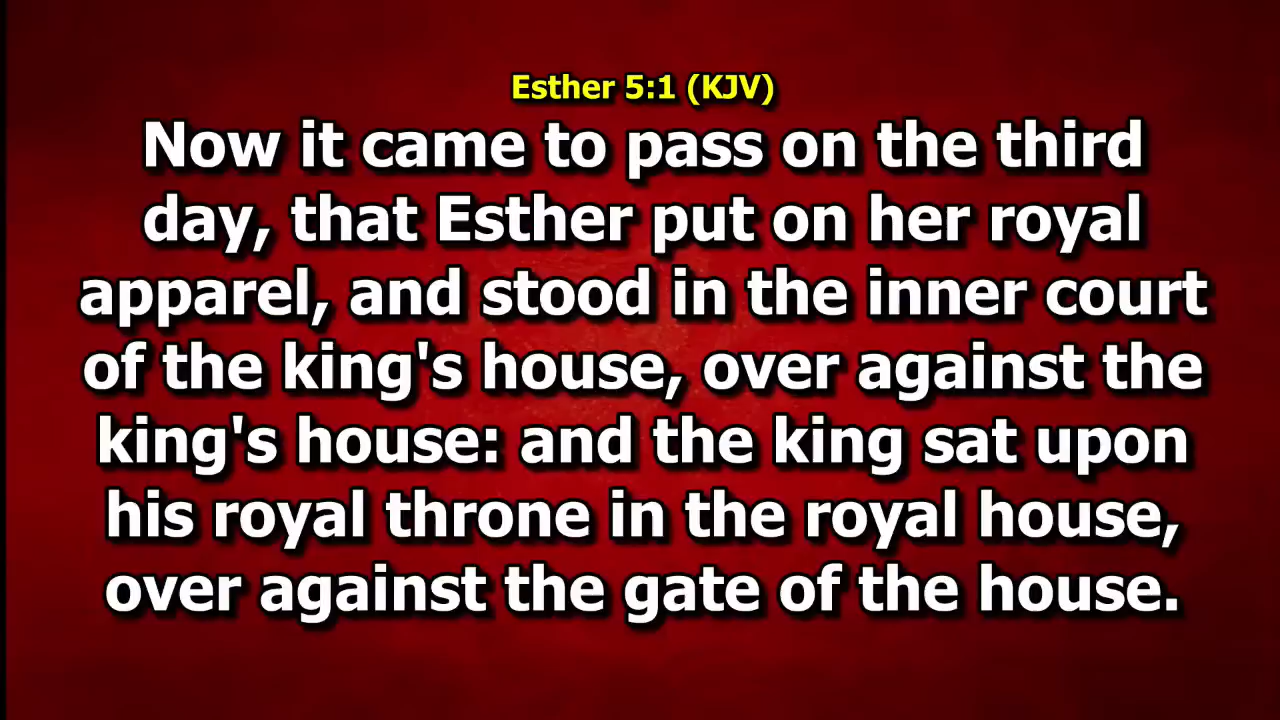 Esther 5:1 (KJV)
Now it came to pass on the third
day, that Esther put on her royal
apparel, and stood in the inner court
of the king's house, over against the
king's house: and the king sat upon
his royal throne in the royal house,
over against the gate of the house.